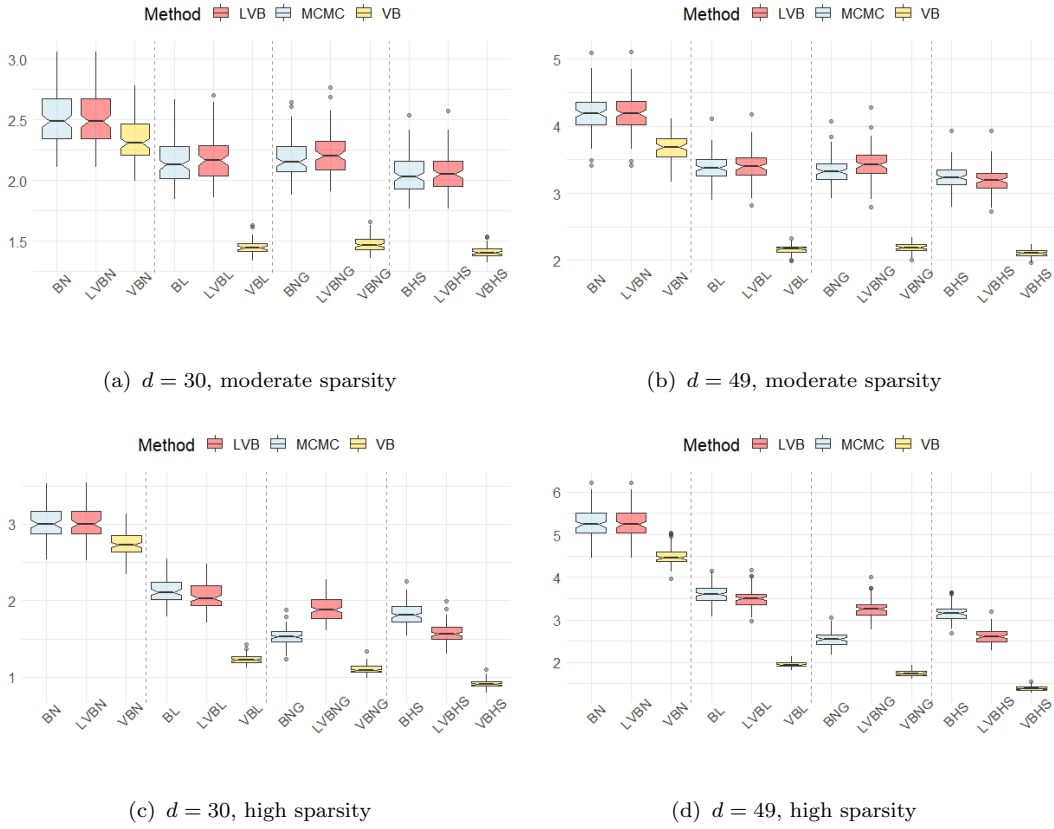 Method LVB MCMC VB
3.0
2.5
2.0
1.5
BN LVBN VBN BL LVBL VBL BNG LVBNG VBNG BHS LVBHS VBHS
(a) d = 30, moderate sparsity
Method LVB MCMC VB
5
4
3
2
BN LVBN VBN BL LVBL VBL BNG LVBNG VBNG BHS LVBHS VBHS
(b) d = 49, moderate sparsity
Method LVB MCMC VB
3
2
1
BN LVBN VBN BL LVBL VBL BNG LVBNG VBNG BHS LVBHS VBHS
(c) d = 30, high sparsity
Method LVB MCMC VB
6
5
4
3
2
BN LVBN VBN BL LVBL VBL BNG LVBNG VBNG BHS LVBHS VBHS
(d) d = 49, high sparsity